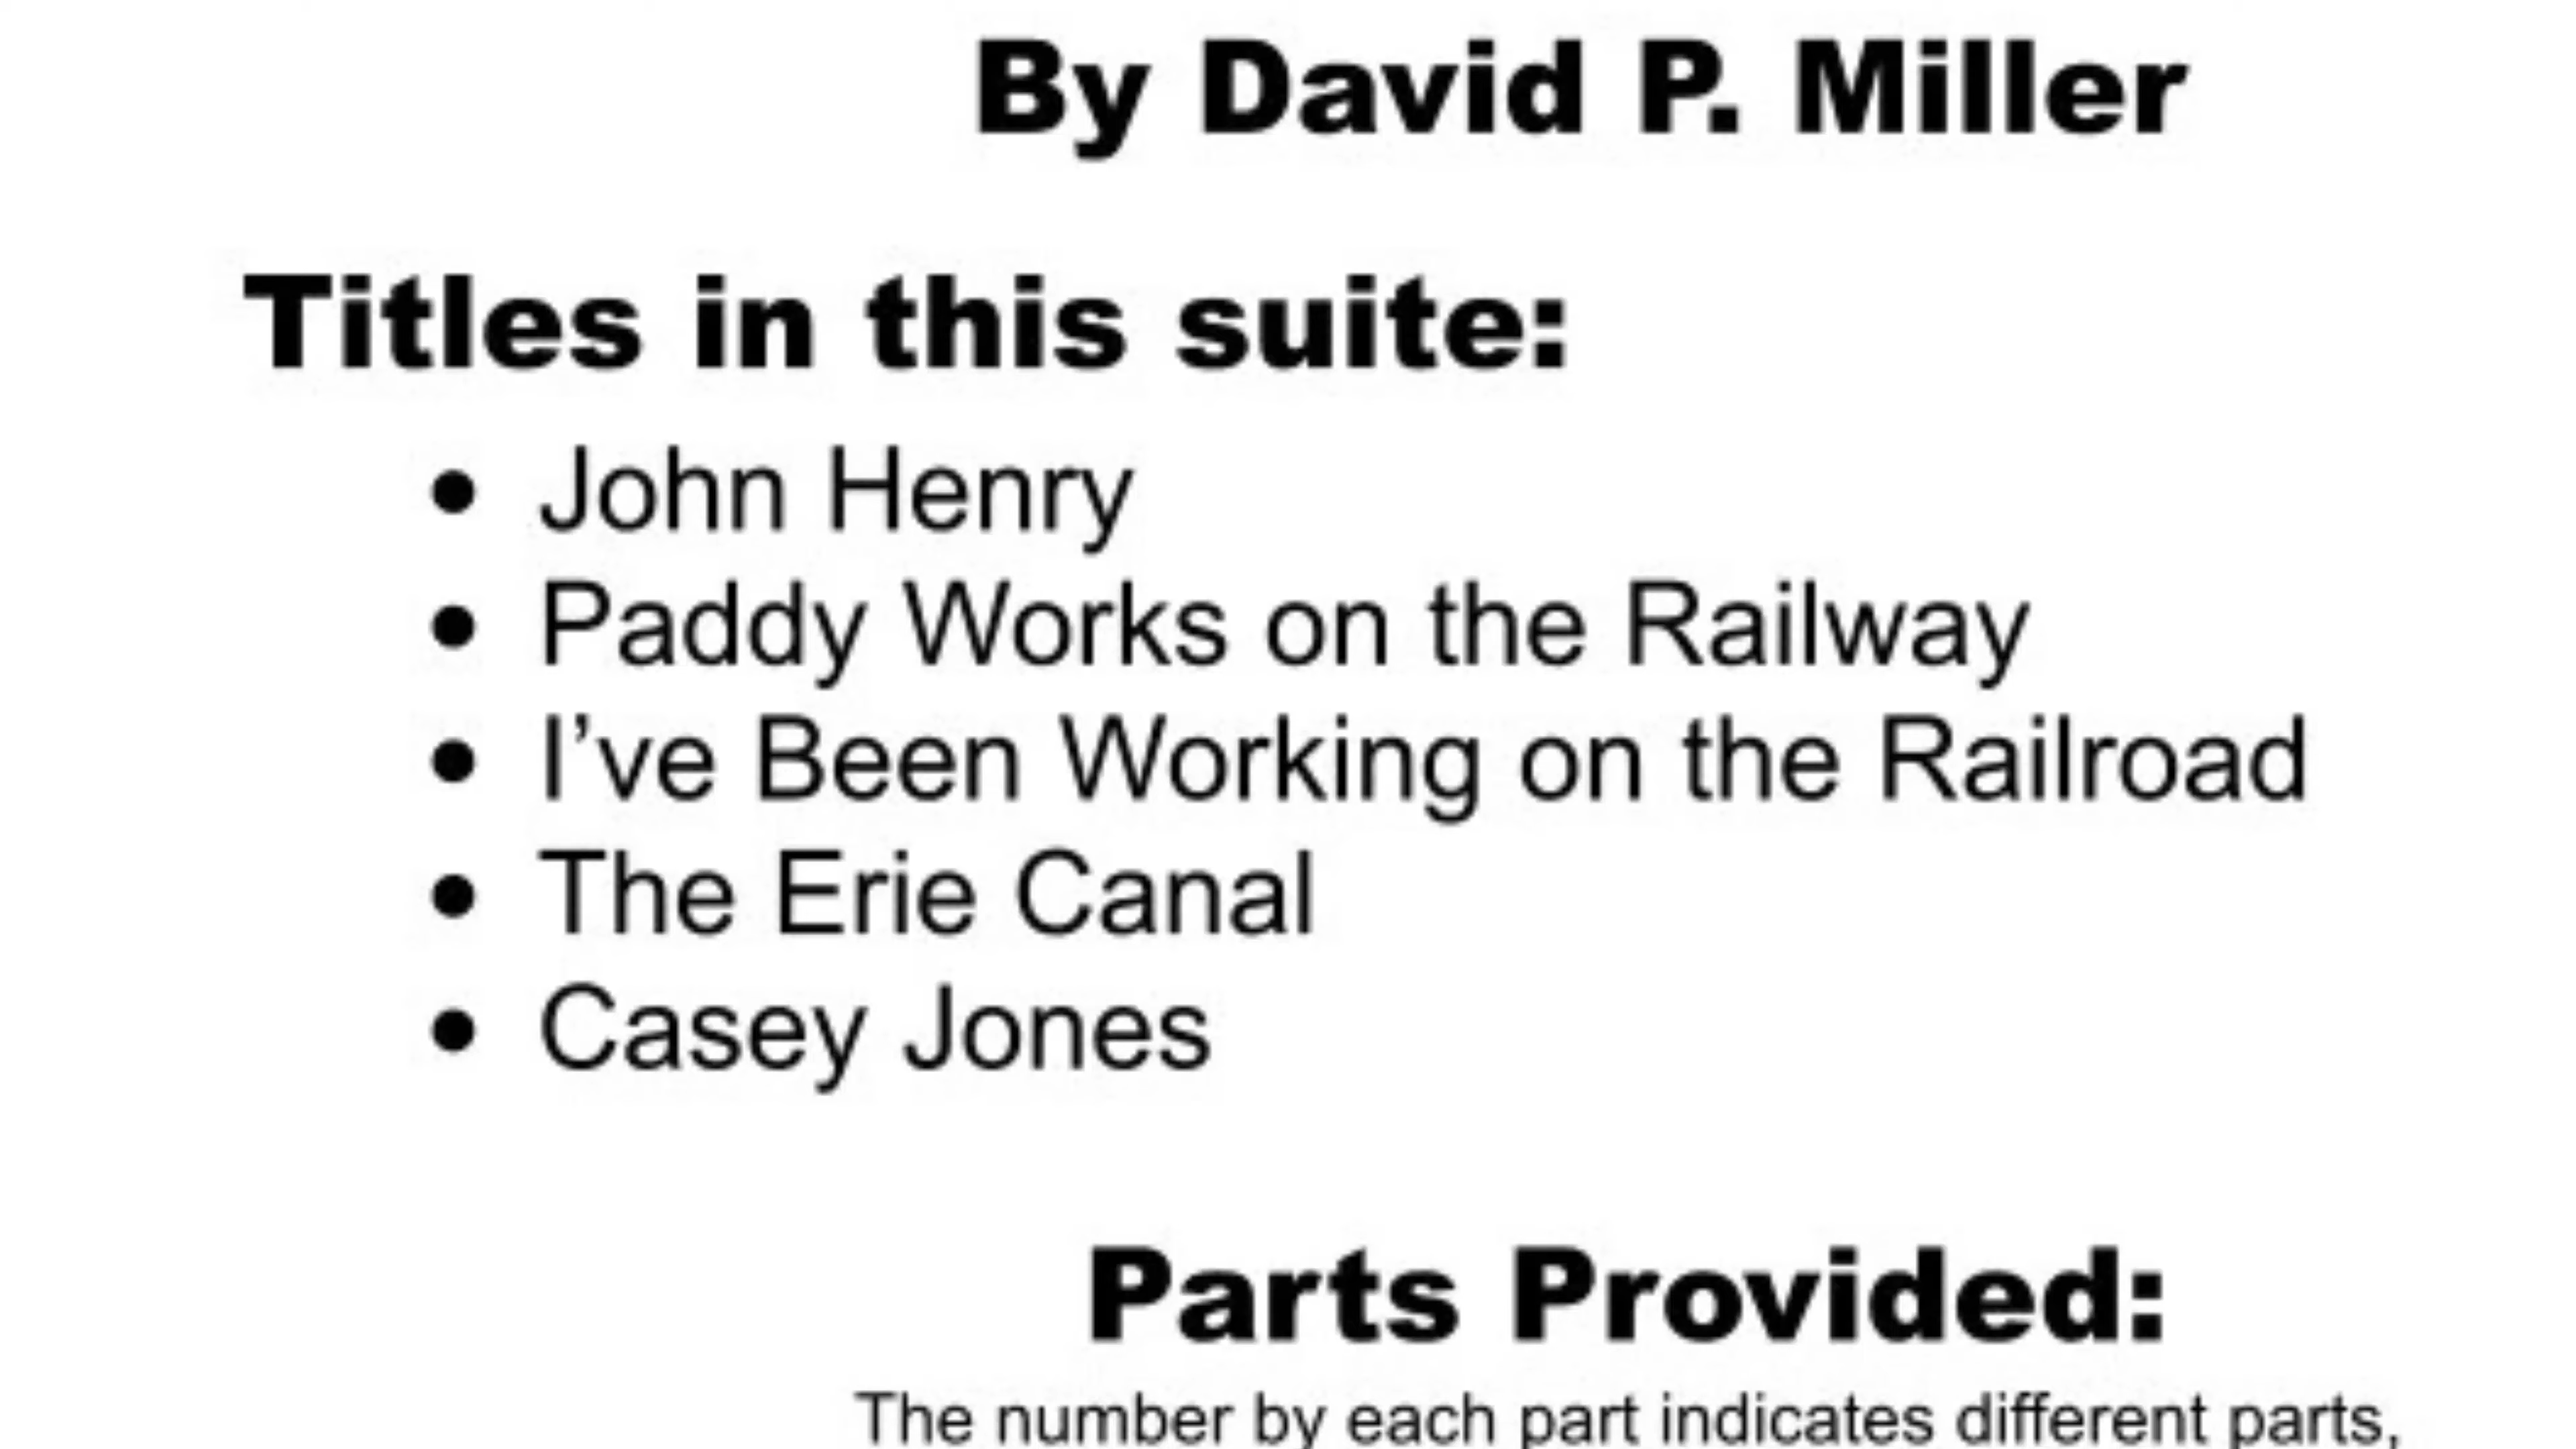 By David P. Miller
Titles in this suite:
• John Henry
• Paddy Works on the Railway
• I’ve Been Working on the Railroad
• The Erie Canal
• Casey Jones
Parts Provided:
The number by each part indicates different parts,